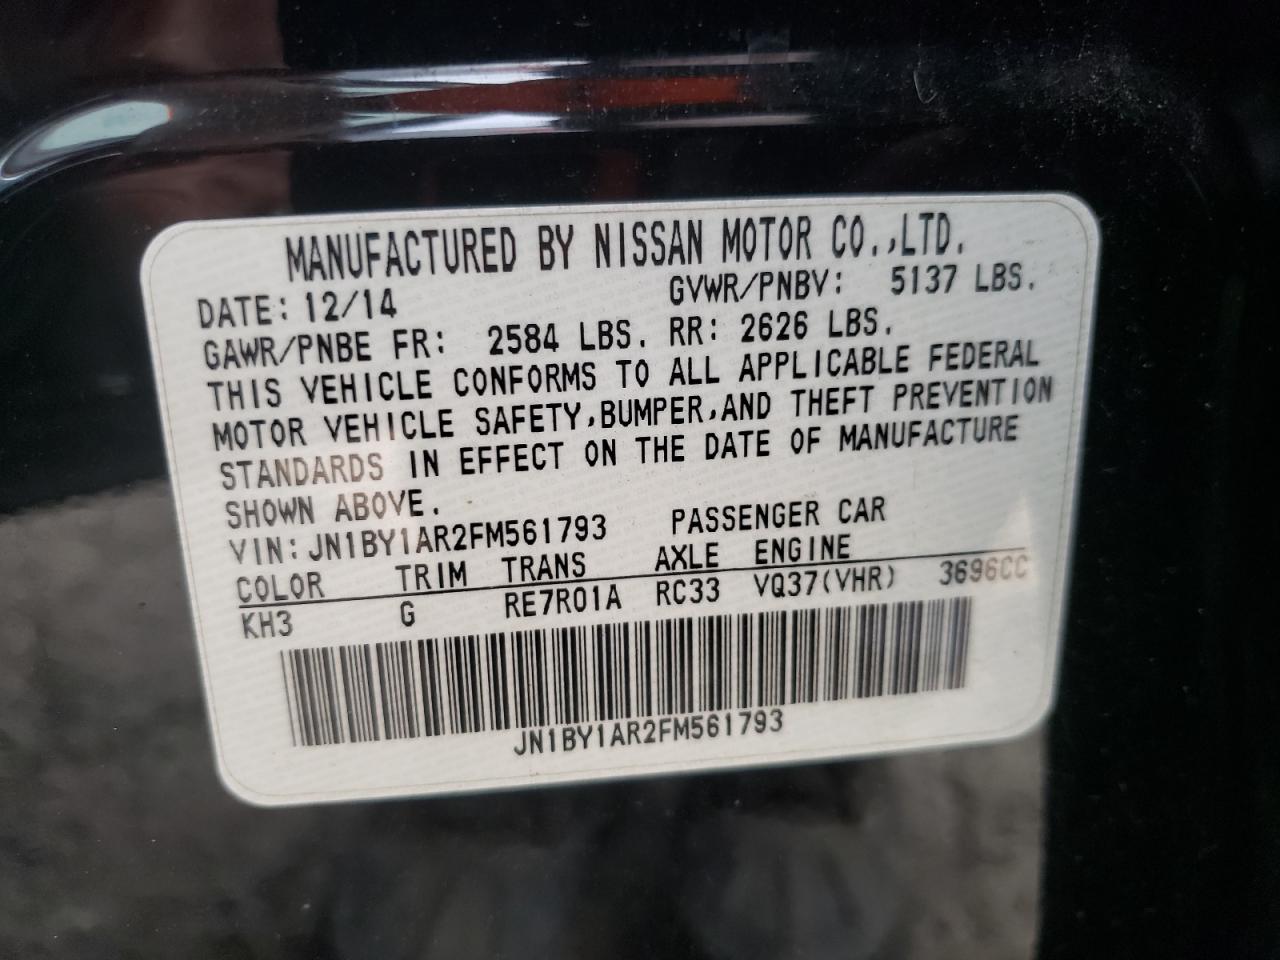 MANUFACTURED BY NISSAN MOTOR CO.,LTD.
DATE: 12/14 GVWR/PNBV: 5137 LBS.
GAWR/PNBE FR: 2584 LBS. RR: 2626 LBS.
THIS VEHICLE CONFORMS TO ALL APPLICABLE FEDERAL
MOTOR VEHICLE SAFETY,BUMPER,AND THEFT PREVENTION
STANDARDS IN EFFECT ON THE DATE OF MANUFACTURE
SHOWN ABOVE.
VIN: JN1BY1AR2FM561793 PASSENGER CAR
COLOR TRIM TRANS AXLE ENGINE
KH3 G RE7R01A RC33 VQ37(VHR) 3696CC
JN1BY1AR2FM561793